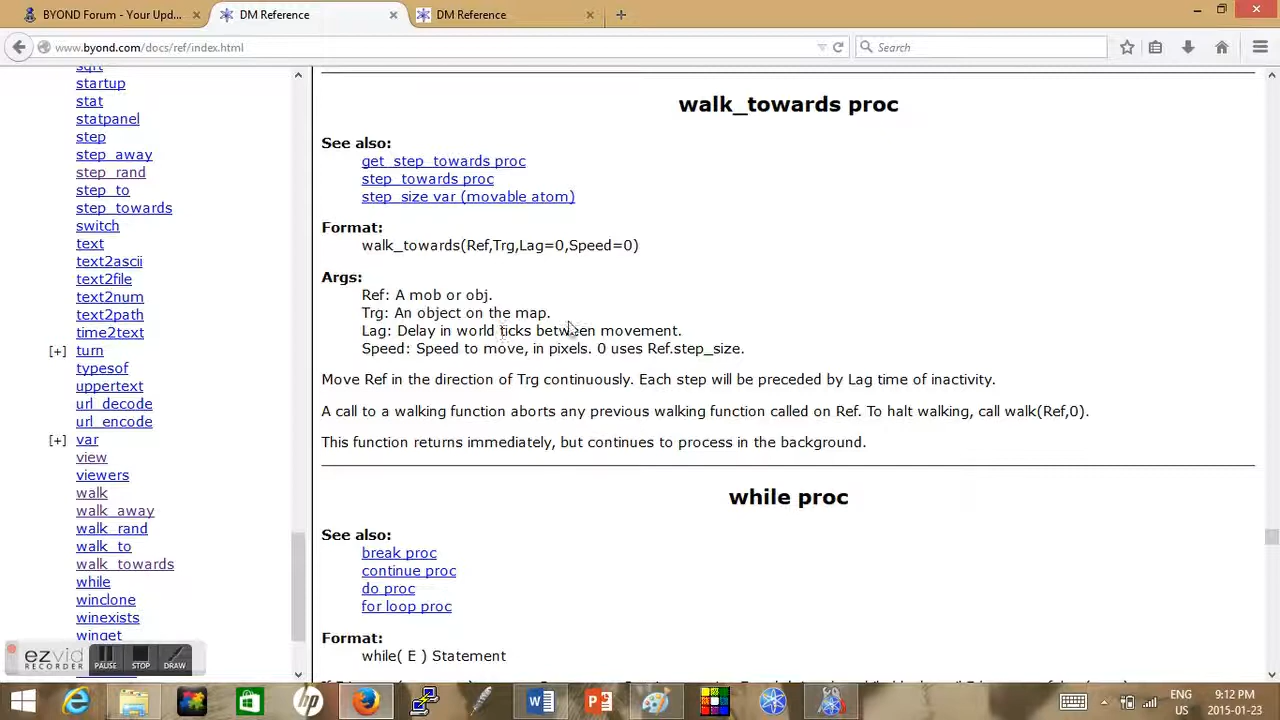 BYOND Forum - Your Upd...
DM Reference
DM Reference
www.byond.com/docs/ref/index.html
Search
sqrt
startup
stat
statpanel
step
step_away
step_rand
step_to
step_towards
switch
text
text2ascii
text2file
text2num
text2path
time2text
[+] turn
typesof
uppertext
url_decode
url_encode
[+] var
view
viewers
walk
walk_away
walk_rand
walk_to
walk_towards
while
winclone
winexists
winget
walk_towards proc
See also:
get_step_towards proc
step_towards proc
step_size var (movable atom)
Format:
walk_towards(Ref,Trg,Lag=0,Speed=0)
Args:
Ref: A mob or obj.
Trg: An object on the map.
Lag: Delay in world ticks between movement.
Speed: Speed to move, in pixels. 0 uses Ref.step_size.
Move Ref in the direction of Trg continuously. Each step will be preceded by Lag time of inactivity.
A call to a walking function aborts any previous walking function called on Ref. To halt walking, call walk(Ref,0).
This function returns immediately, but continues to process in the background.
while proc
See also:
break proc
continue proc
do proc
for loop proc
Format:
while( E ) Statement
ezvid
RECORDER
PAUSE
STOP
DRAW
hp
ENG
US
9:12 PM
2015-01-23